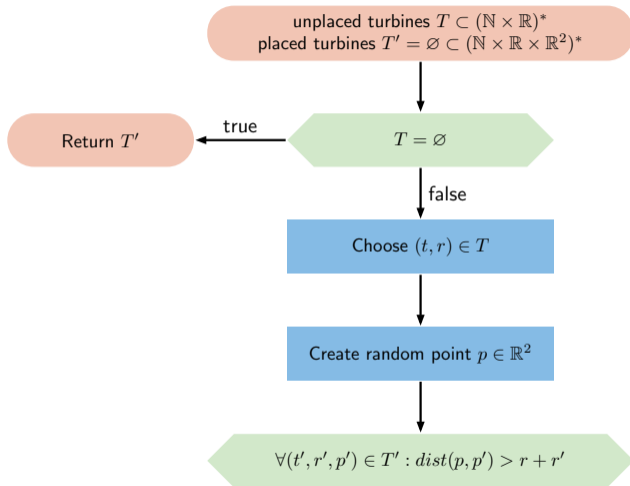 unplaced turbines T ⊂ (ℕ × ℝ)*
placed turbines T′ = ∅ ⊂ (ℕ × ℝ × ℝ²)*
Return T′
true
T = ∅
false
Choose (t, r) ∈ T
Create random point p ∈ ℝ²
∀(t′, r′, p′) ∈ T′ : dist(p, p′) > r + r′